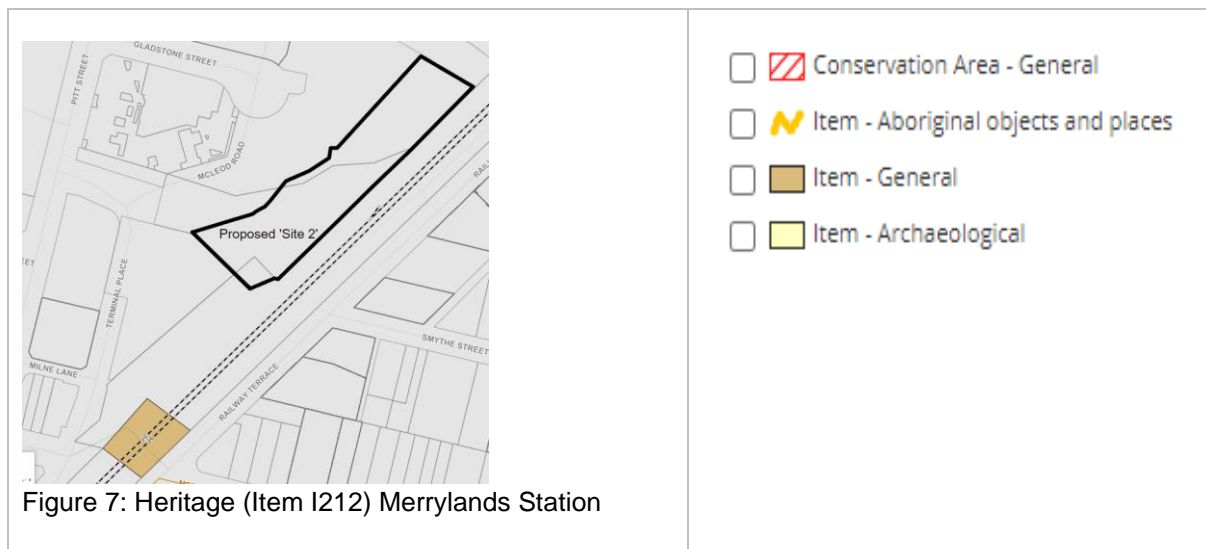 GLADSTONE STREET
PITT STREET
MCLEOD ROAD
Proposed 'Site 2'
TERMINAL PLACE
SMYTHE STREET
MILNE LANE
RAILWAY TERRACE
Figure 7: Heritage (Item I212) Merrylands Station
Conservation Area - General
Item - Aboriginal objects and places
Item - General
Item - Archaeological